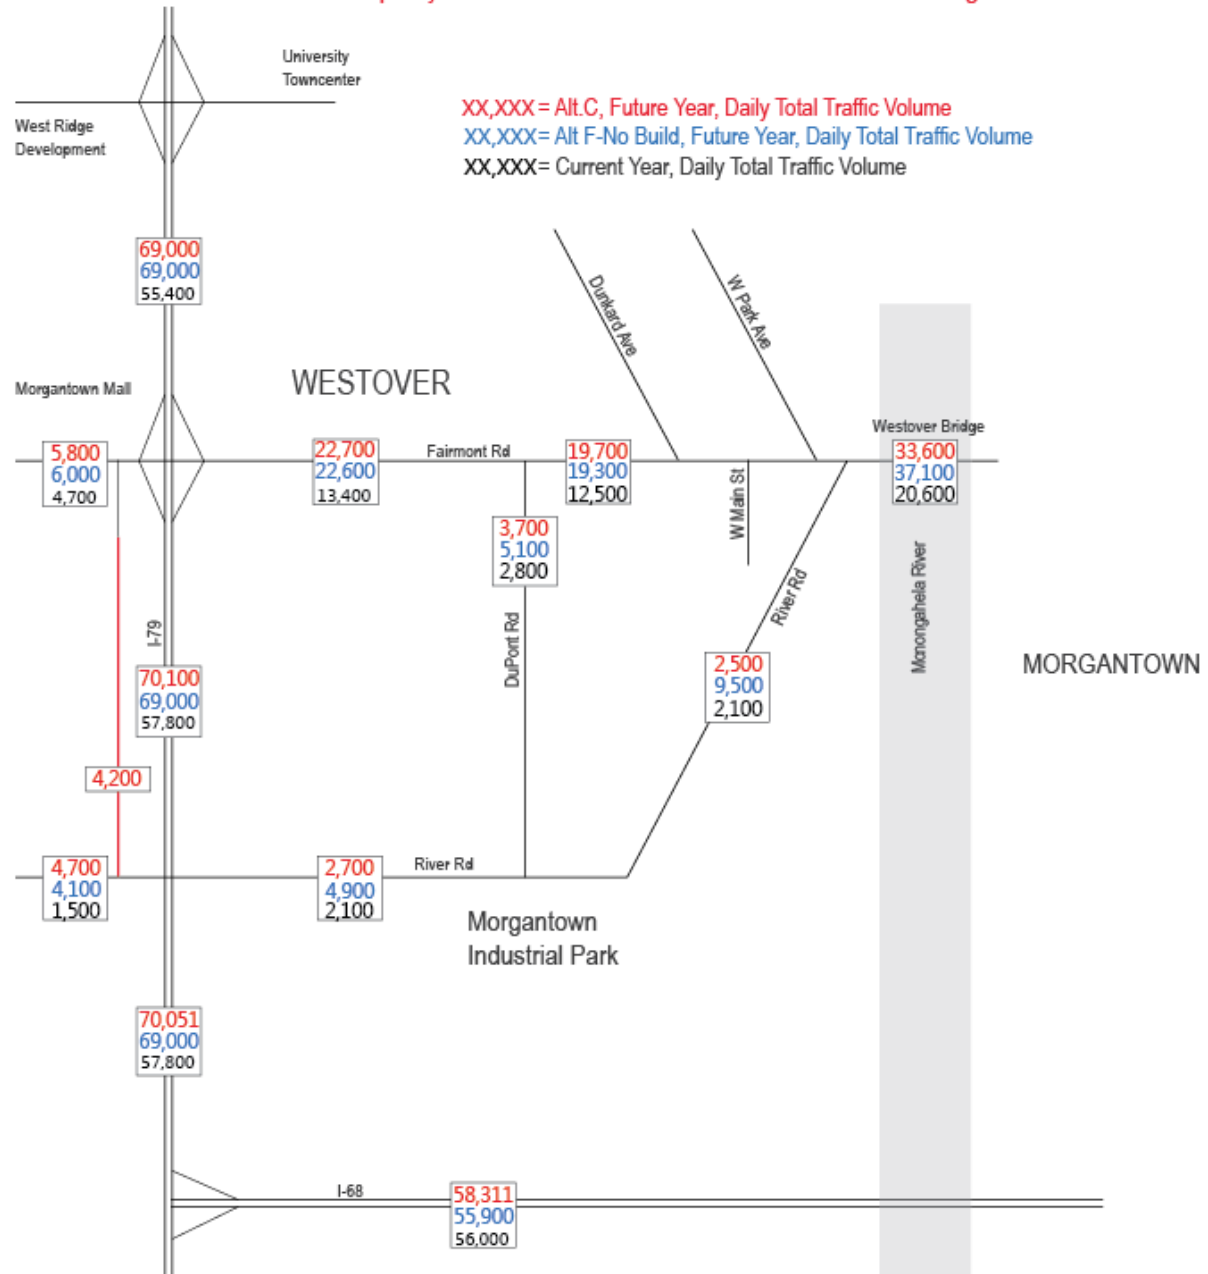 University
Towncenter
West Ridge
Development
XX,XXX = Alt.C, Future Year, Daily Total Traffic Volume
XX,XXX= Alt F-No Build, Future Year, Daily Total Traffic Volume
XX,XXX= Current Year, Daily Total Traffic Volume
69,000
69,000
55,400
Dunkard Ave
W Park Ave
Morgantown Mall
WESTOVER
Westover Bridge
5,800
6,000
4,700
22,700
22,600
13,400
Fairmont Rd
19,700
19,300
12,500
33,600
37,100
20,600
W Main St
3,700
5,100
2,800
Monongahela River
River Rd
I-79
DuPont Rd
70,100
69,000
57,800
2,500
9,500
2,100
MORGANTOWN
4,200
4,700
4,100
1,500
2,700
4,900
2,100
River Rd
Morgantown
Industrial Park
70,051
69,000
57,800
I-68
58,311
55,900
56,000